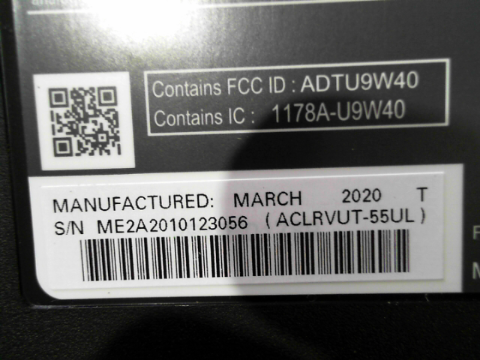 Contains FCC ID : ADTU9W40
Contains IC : 1178A-U9W40
MANUFACTURED: MARCH 2020 T
S/N ME2A2010123056 (ACLRVUT-55UL)